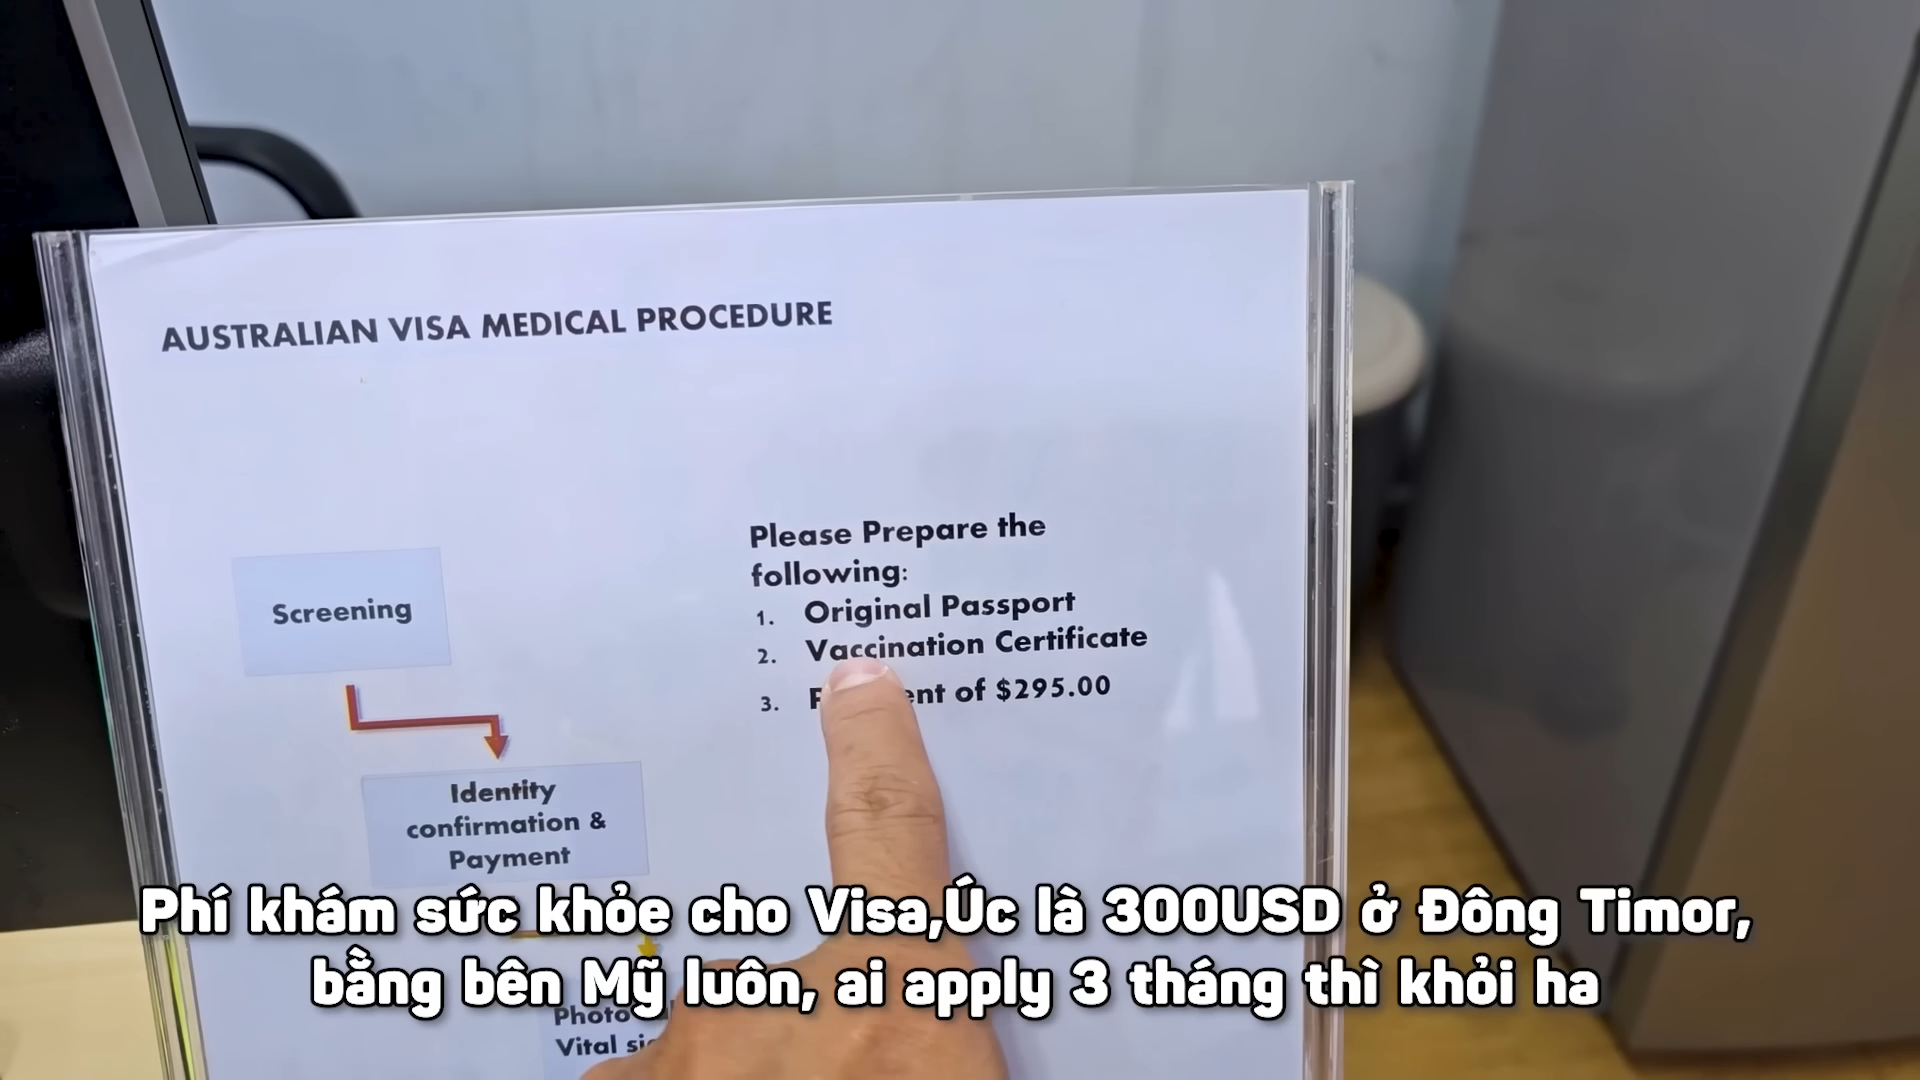 AUSTRALIAN VISA MEDICAL PROCEDURE
Please Prepare the
following:
1. Original Passport
2. Vaccination Certificate
3. of $295.00
Screening
Identity
confirmation &
Payment
Phí khám sức khỏe cho Visa,Úc là 300USD ở Đông Timor,
bằng bên Mỹ luôn, ai apply 3 tháng thì khỏi ha
Photo
Vital